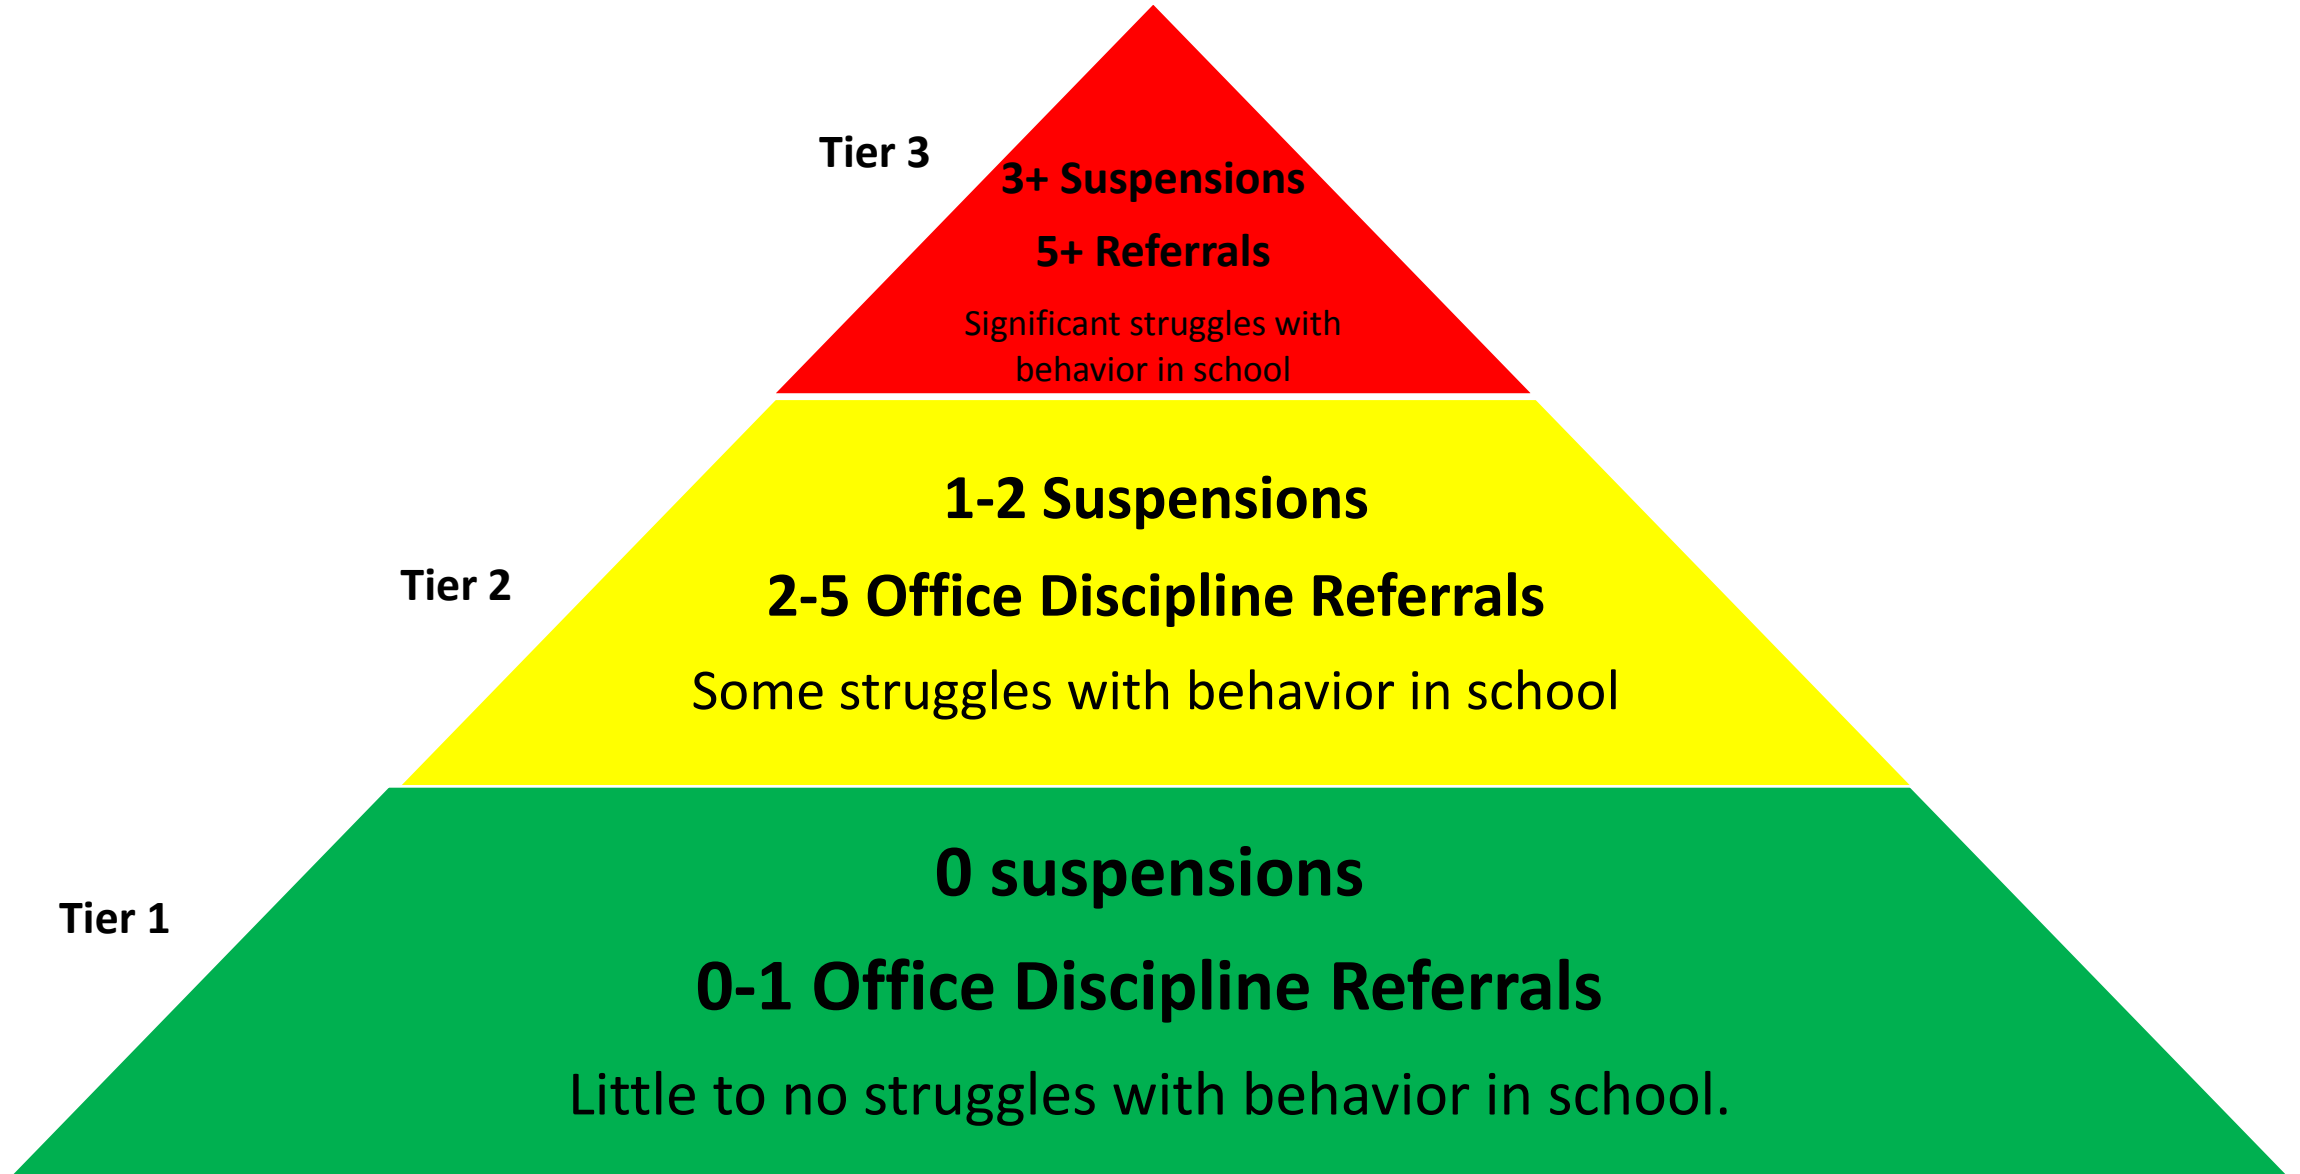 Tier 3
3+ Suspensions
5+ Referrals
Significant struggles with
behavior in school
Tier 2
1-2 Suspensions
2-5 Office Discipline Referrals
Some struggles with behavior in school
Tier 1
0 suspensions
0-1 Office Discipline Referrals
Little to no struggles with behavior in school.